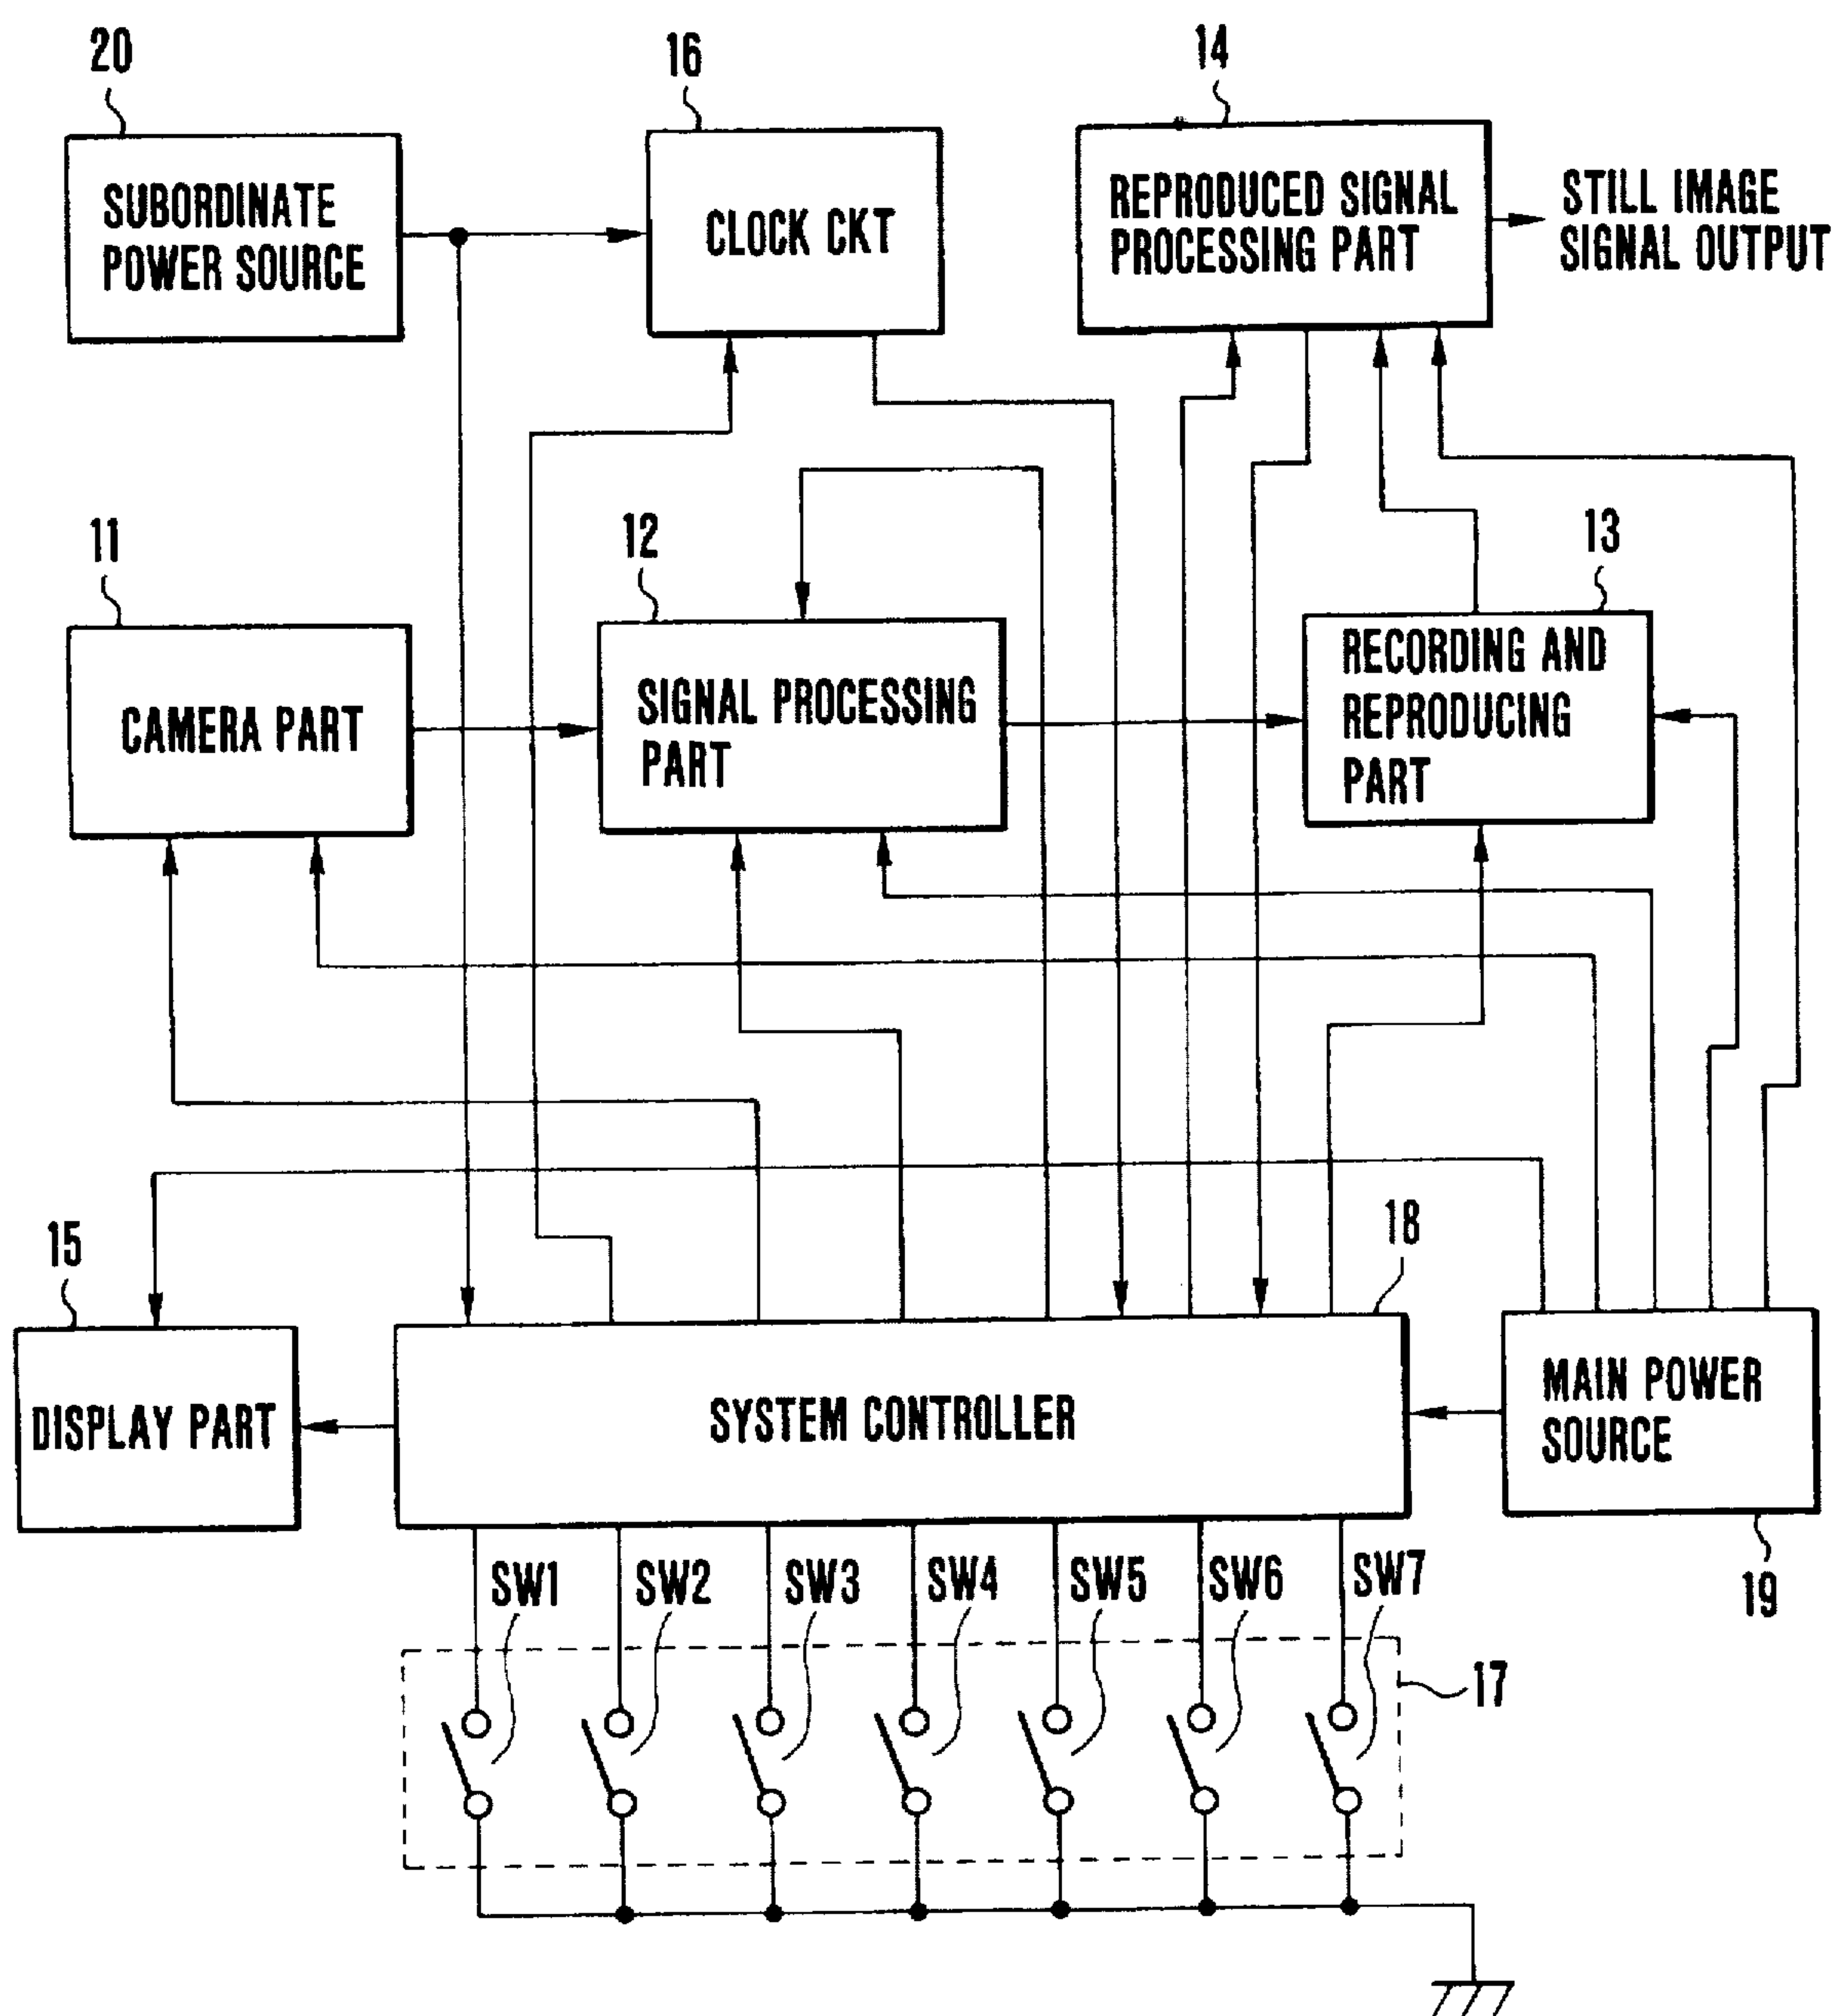 20
16
14
SUBORDINATE
POWER SOURCE
CLOCK CKT
REPRODUCED SIGNAL
PROCESSING PART
STILL IMAGE
SIGNAL OUTPUT
11
12
13
CAMERA PART
SIGNAL PROCESSING
PART
RECORDING AND
REPRODUCING
PART
15
18
DISPLAY PART
SYSTEM CONTROLLER
MAIN POWER
SOURCE
19
SW1
SW2
SW3
SW4
SW5
SW6
SW7
17